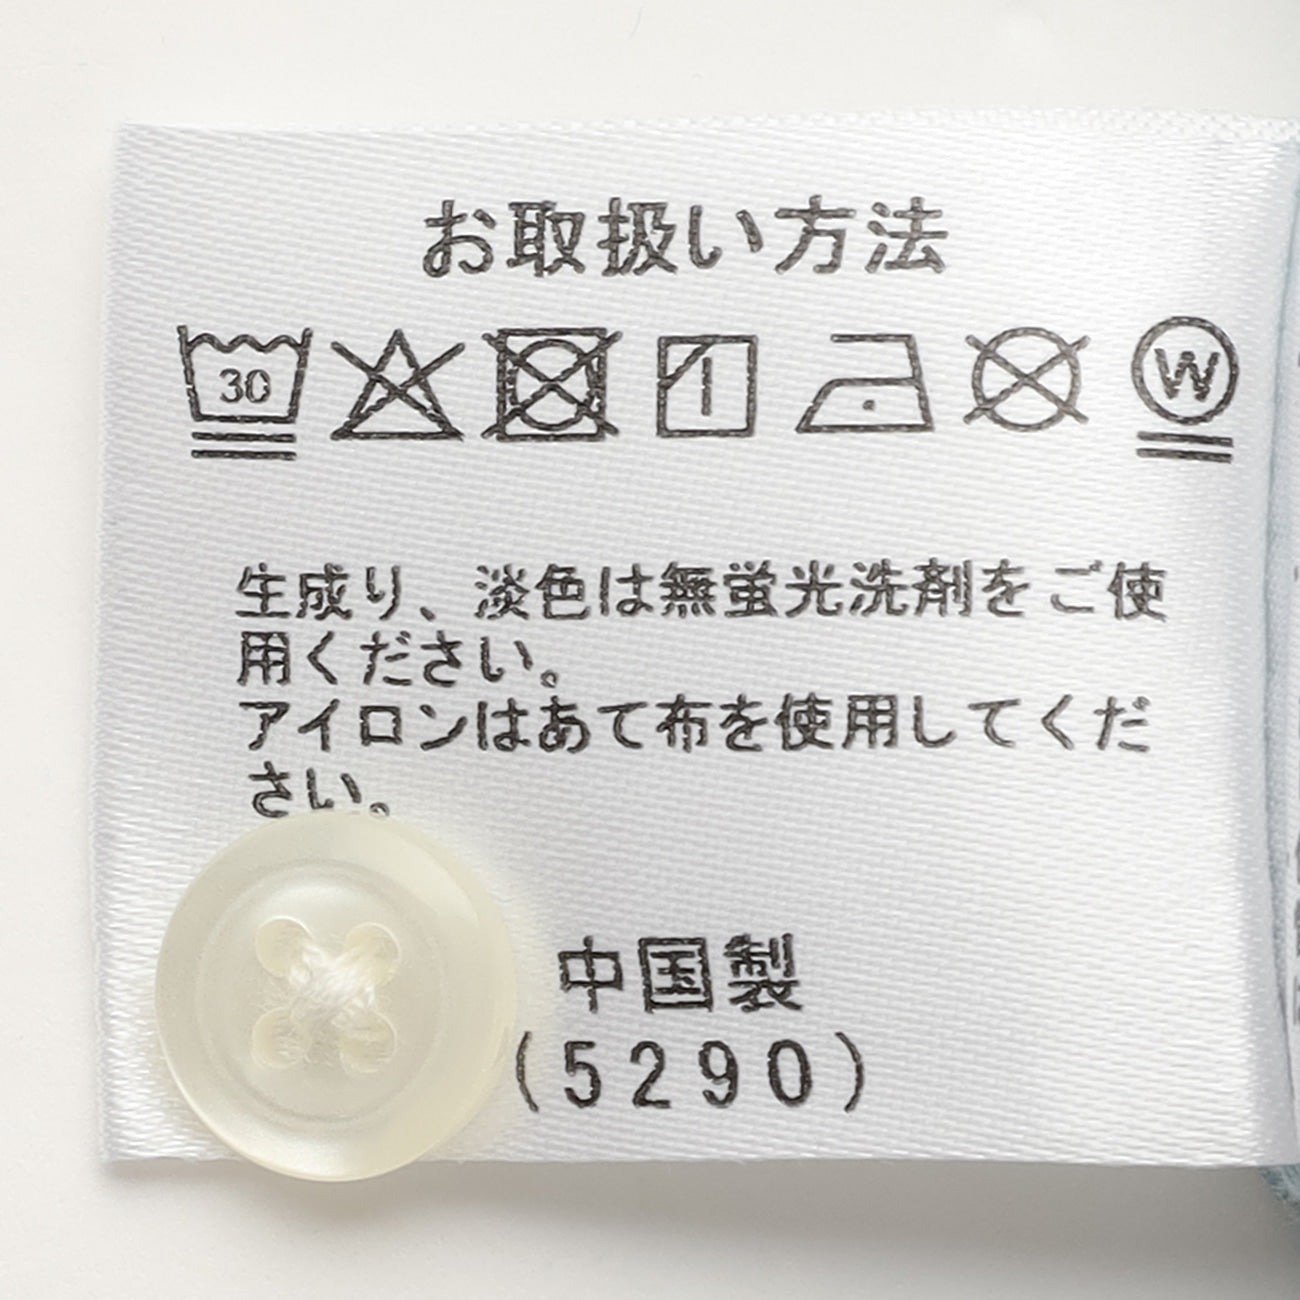 お取扱い方法
30
W
生成り、淡色は無蛍光洗剤をご使
用ください。
アイロンはあて布を使用してくだ
さい。
中国製
(5290)